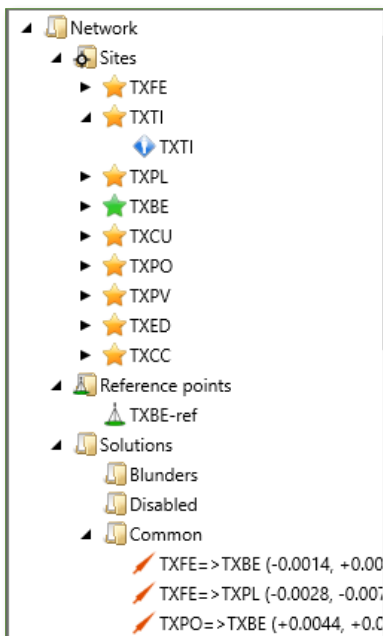 Network
Sites
TXFE
TXTI
TXTI
TXPL
TXBE
TXCU
TXPO
TXPV
TXED
TXCC
Reference points
TXBE-ref
Solutions
Blunders
Disabled
Common
TXFE=>TXBE (-0.0014, +0.00
TXFE=>TXPL (-0.0028, -0.007
TXPO=>TXBE (+0.0044, +0.0